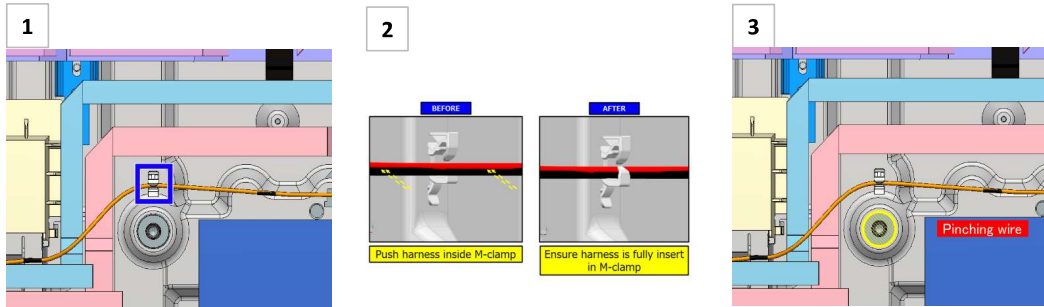 1
2
3
BEFORE
AFTER
Push harness inside M-clamp
Ensure harness is fully insert
in M-clamp
Pinching wire